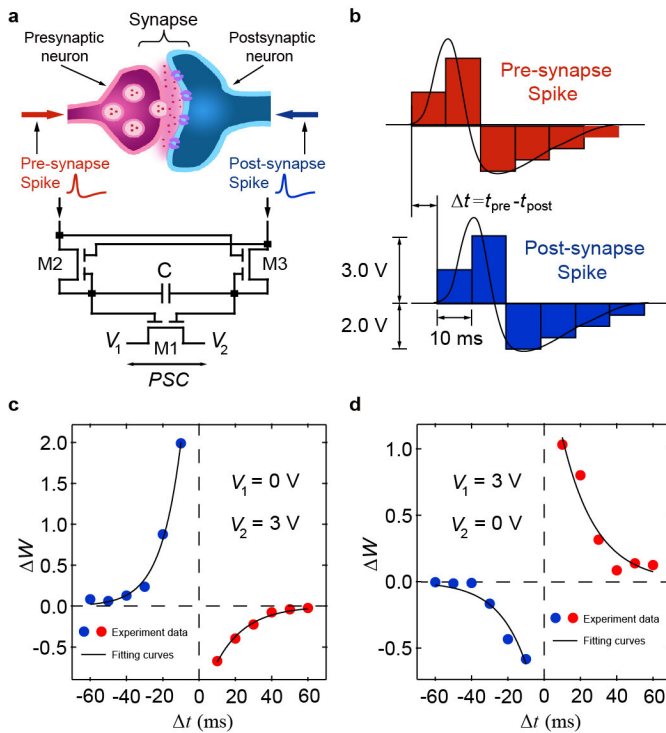 a
Synapse
Presynaptic
neuron
Postsynaptic
neuron
Pre-synapse
Spike
Post-synapse
Spike
M2
C
M3
V1
M1
V2
PSC
b
Pre-synapse
Spike
Δt = tpre - tpost
Post-synapse
Spike
3.0 V
2.0 V
10 ms
c
ΔW
2.0
1.5
1.0
0.5
0.0
-0.5
V1 = 0 V
V2 = 3 V
Experiment data
Fitting curves
-60 -40 -20 0 20 40 60
Δt (ms)
d
ΔW
1.0
0.5
0.0
-0.5
V1 = 3 V
V2 = 0 V
Experiment data
Fitting curves
-60 -40 -20 0 20 40 60
Δt (ms)